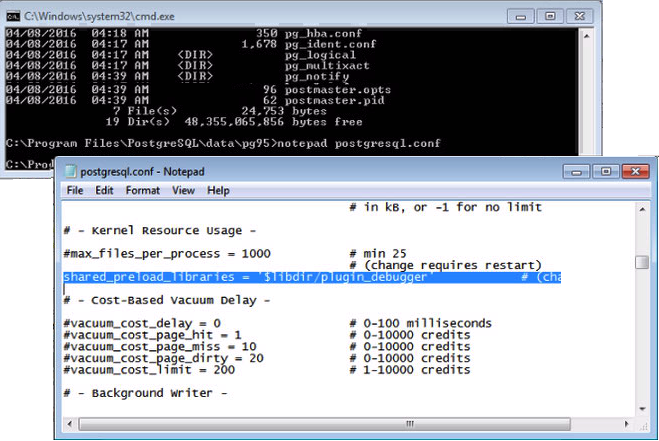 C:\Windows\system32\cmd.exe
04/08/2016 04:18 AM 350 pg_hba.conf
04/08/2016 04:17 AM 1,678 pg_ident.conf
04/08/2016 04:17 AM <DIR> pg_logical
04/08/2016 04:17 AM <DIR> pg_multixact
04/08/2016 04:39 AM <DIR> pg_notify
04/08/2016 04:39 AM 96 postmaster.opts
04/08/2016 04:39 AM 62 postmaster.pid
7 File(s) 24,753 bytes
19 Dir(s) 48,355,065,856 bytes free
C:\Program Files\PostgreSQL\data\pg95>notepad postgresql.conf
C:\Prog
postgresql.conf - Notepad
File Edit Format View Help
# in kB, or -1 for no limit
# - Kernel Resource Usage -
#max_files_per_process = 1000 # min 25
# (change requires restart)
shared_preload_libraries = '$libdir/plugin_debugger' # (cha
# - Cost-Based Vacuum Delay -
#vacuum_cost_delay = 0 # 0-100 milliseconds
#vacuum_cost_page_hit = 1 # 0-10000 credits
#vacuum_cost_page_miss = 10 # 0-10000 credits
#vacuum_cost_page_dirty = 20 # 0-10000 credits
#vacuum_cost_limit = 200 # 1-10000 credits
# - Background Writer -